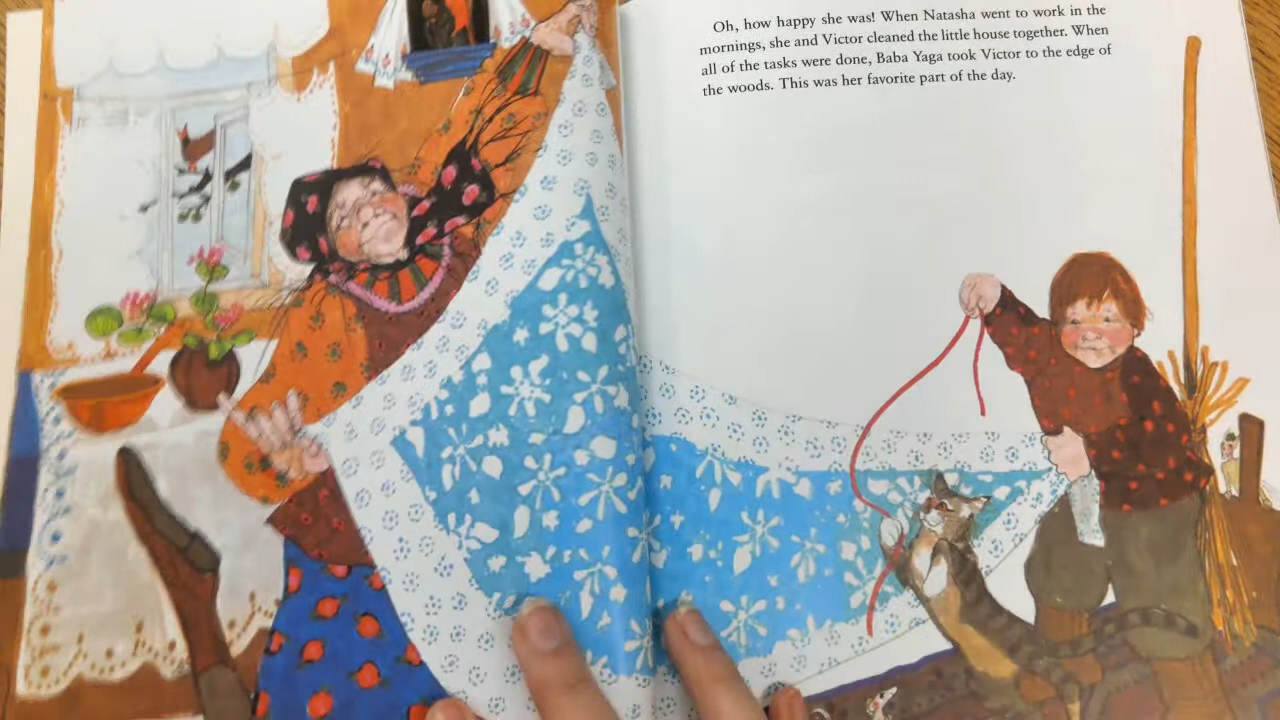 Oh, how happy she was! When Natasha went to work in the
mornings, she and Victor cleaned the little house together. When
all of the tasks were done, Baba Yaga took Victor to the edge of
the woods. This was her favorite part of the day.